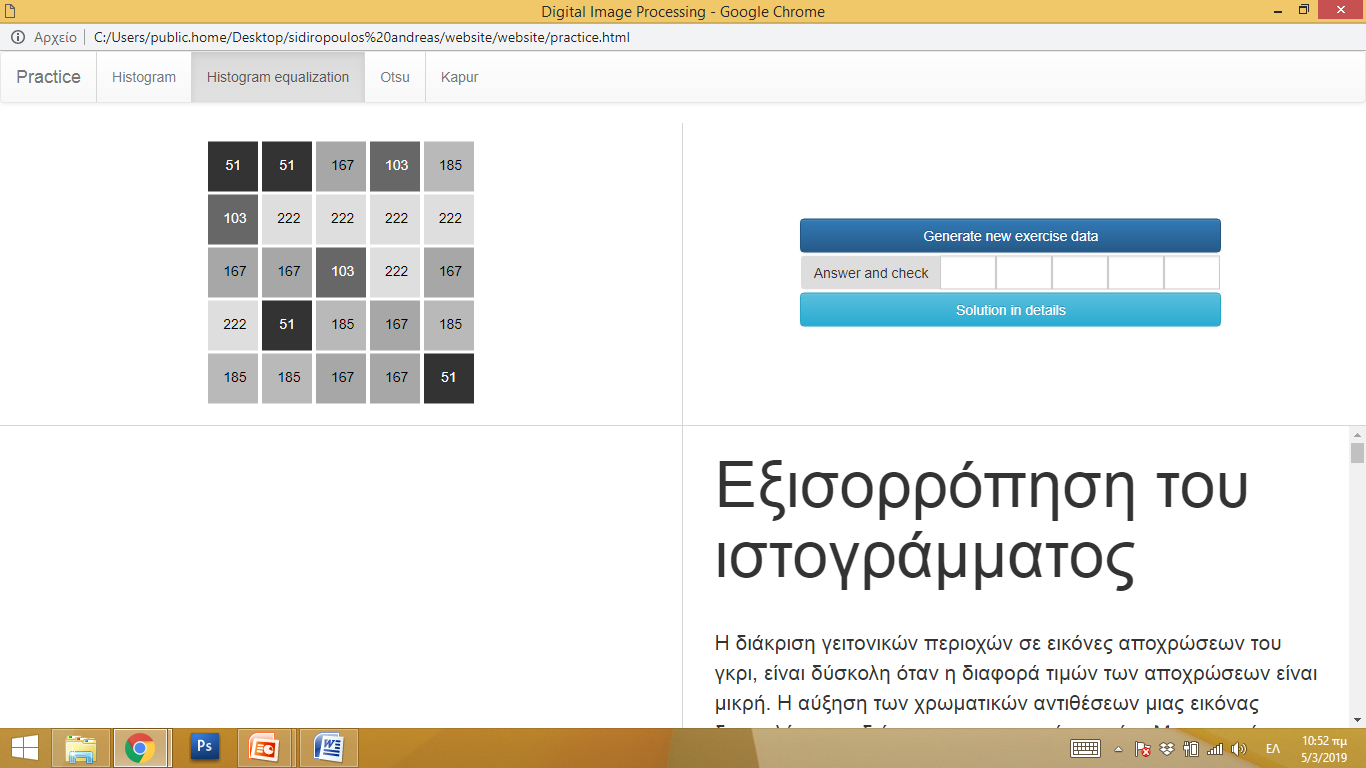 Digital Image Processing - Google Chrome
Αρχείο C:/Users/public.home/Desktop/sidiropoulos%20andreas/website/website/practice.html
Practice Histogram Histogram equalization Otsu Kapur
51 51 167 103 185
103 222 222 222 222
167 167 103 222 167
222 51 185 167 185
185 185 167 167 51
Generate new exercise data
Answer and check
Solution in details
Εξισορρόπηση του
ιστογράμματος
Η διάκριση γειτονικών περιοχών σε εικόνες αποχρώσεων του
γκρι, είναι δύσκολη όταν η διαφορά τιμών των αποχρώσεων είναι
μικρή. Η αύξηση των χρωματικών αντιθέσεων μιας εικόνας
Ps
ΕΛ
10:52 πμ
5/3/2019